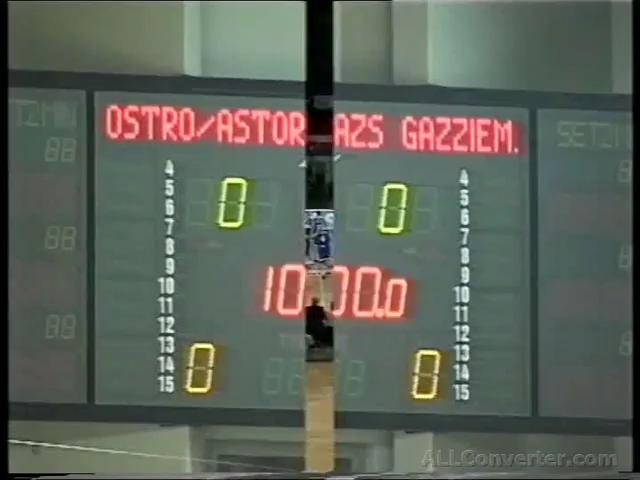 OSTRO/ASTOR AZS GAZZIEM.
4 4
5 0 0 5
6 6
7 7
8 8
9 9
10 10:00.0 10
11 11
12 12
13 13
14 0 0 14
15 15
ALLConverter.com